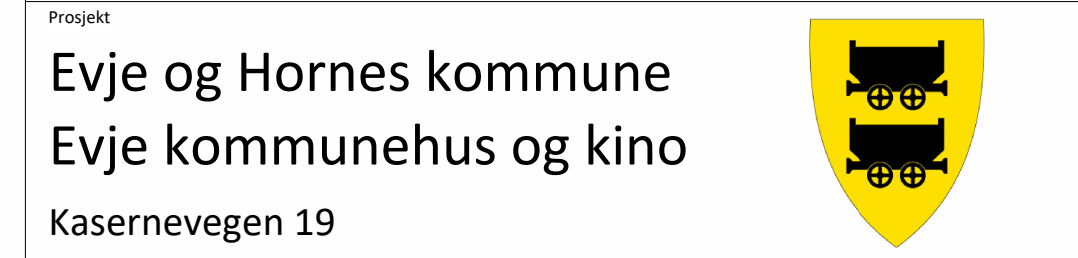 Prosjekt
Evje og Hornes kommune
Evje kommunehus og kino
Kasernevegen 19